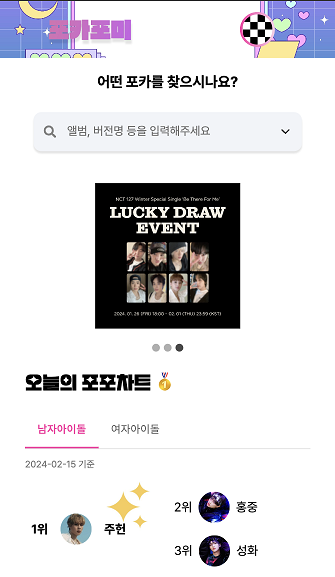 포카포미
어떤 포카를 찾으시나요?
앨범, 버전명 등을 입력해주세요
NCT 127 Winter Special Single 'Be There For Me'
LUCKY DRAW
EVENT
2024. 01. 26 (FRI) 18:00 - 02. 01 (THU) 23:59 (KST)
오늘의 포포차트
남자아이돌 여자아이돌
2024-02-15 기준
1위 주헌
2위 홍중
3위 성화